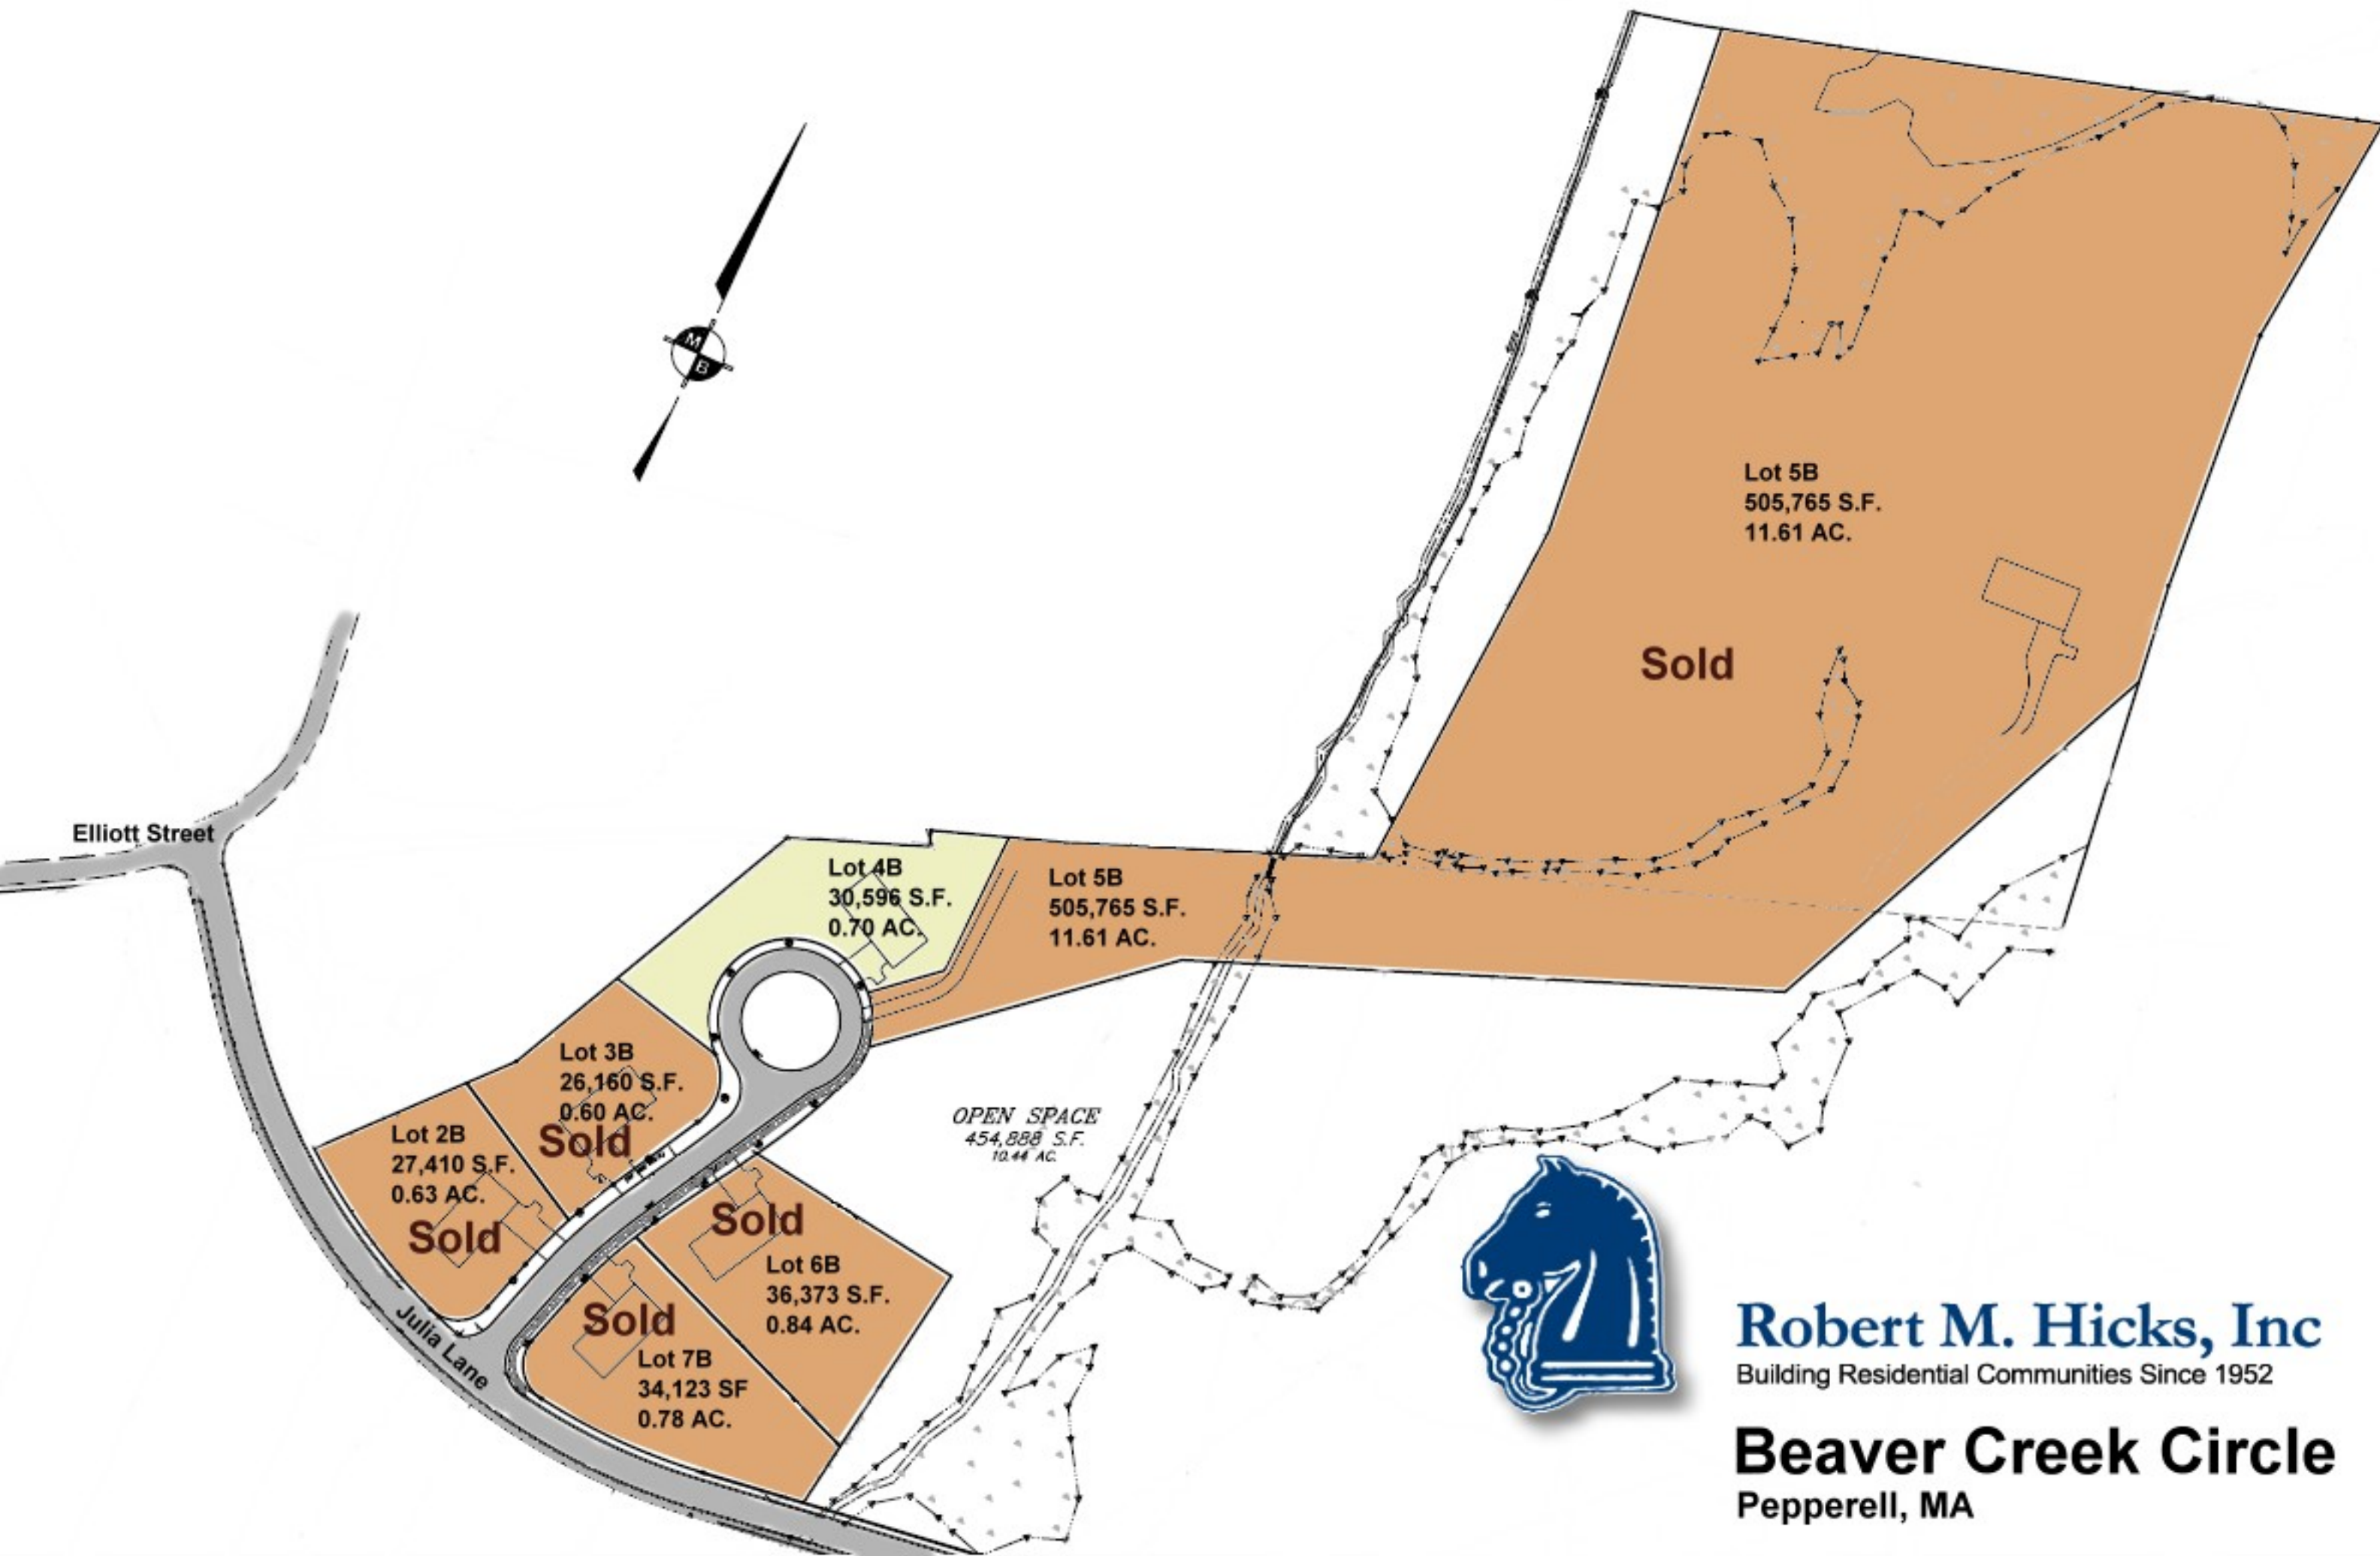 M
B
Lot 5B
505,765 S.F.
11.61 AC.
Sold
Elliott Street
Lot 4B
30,596 S.F.
0.70 AC.
Lot 5B
505,765 S.F.
11.61 AC.
Lot 3B
26,160 S.F.
0.60 AC.
Sold
Lot 2B
27,410 S.F.
0.63 AC.
Sold
OPEN SPACE
454,888 S.F.
10.44 AC.
Sold
Lot 6B
36,373 S.F.
0.84 AC.
Sold
Lot 7B
34,123 SF
0.78 AC.
Julia Lane
Robert M. Hicks, Inc
Building Residential Communities Since 1952
Beaver Creek Circle
Pepperell, MA